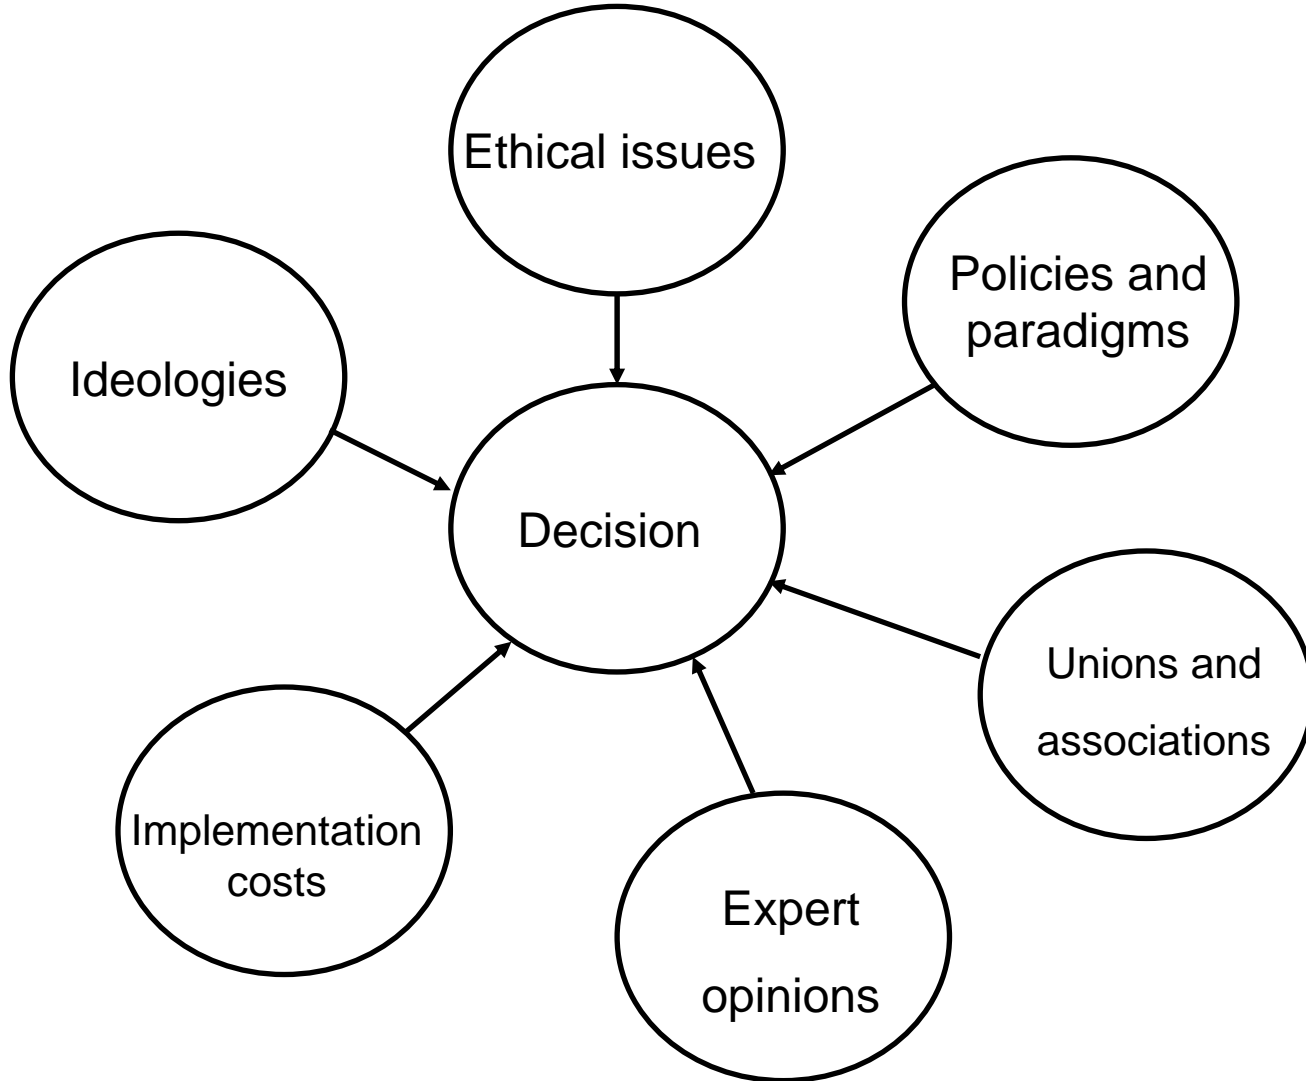 Ethical issues
Policies and
paradigms
Ideologies
Decision
Unions and
associations
Implementation
costs
Expert
opinions